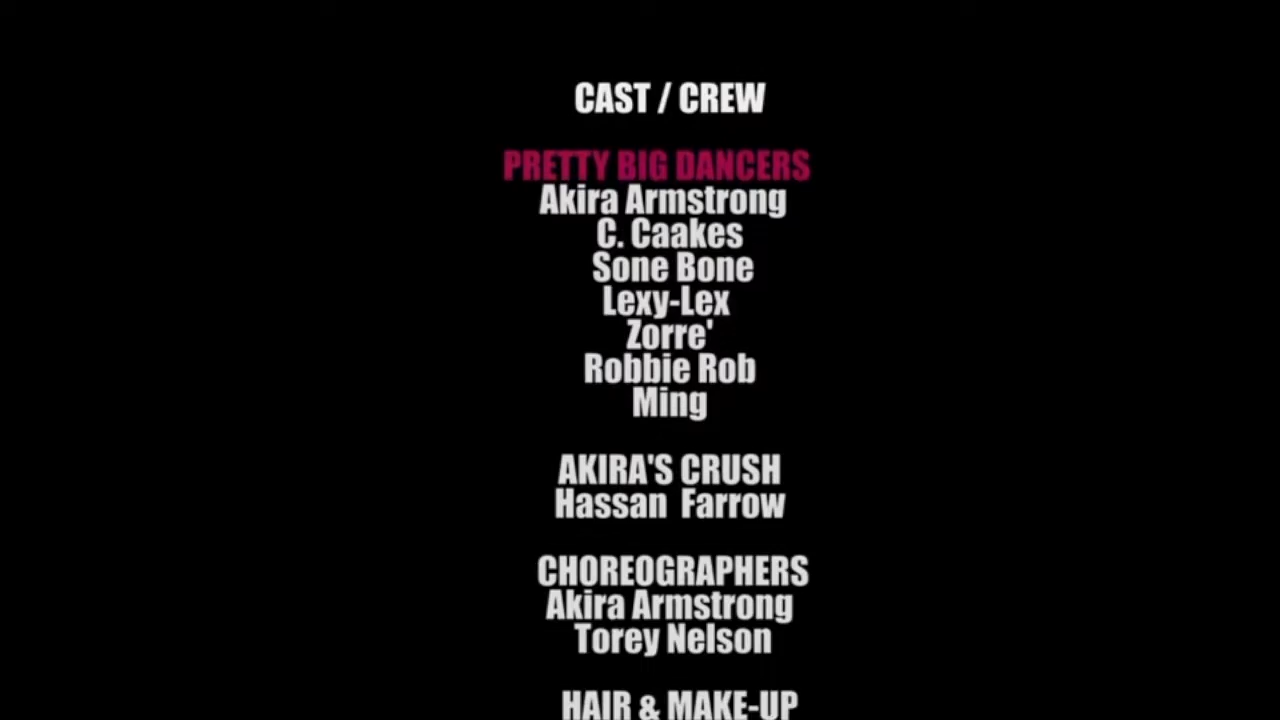 CAST / CREW
PRETTY BIG DANCERS
Akira Armstrong
C. Caakes
Sone Bone
Lexy-Lex
Zorre'
Robbie Rob
Ming
AKIRA'S CRUSH
Hassan Farrow
CHOREOGRAPHERS
Akira Armstrong
Torey Nelson
HAIR & MAKE-UP